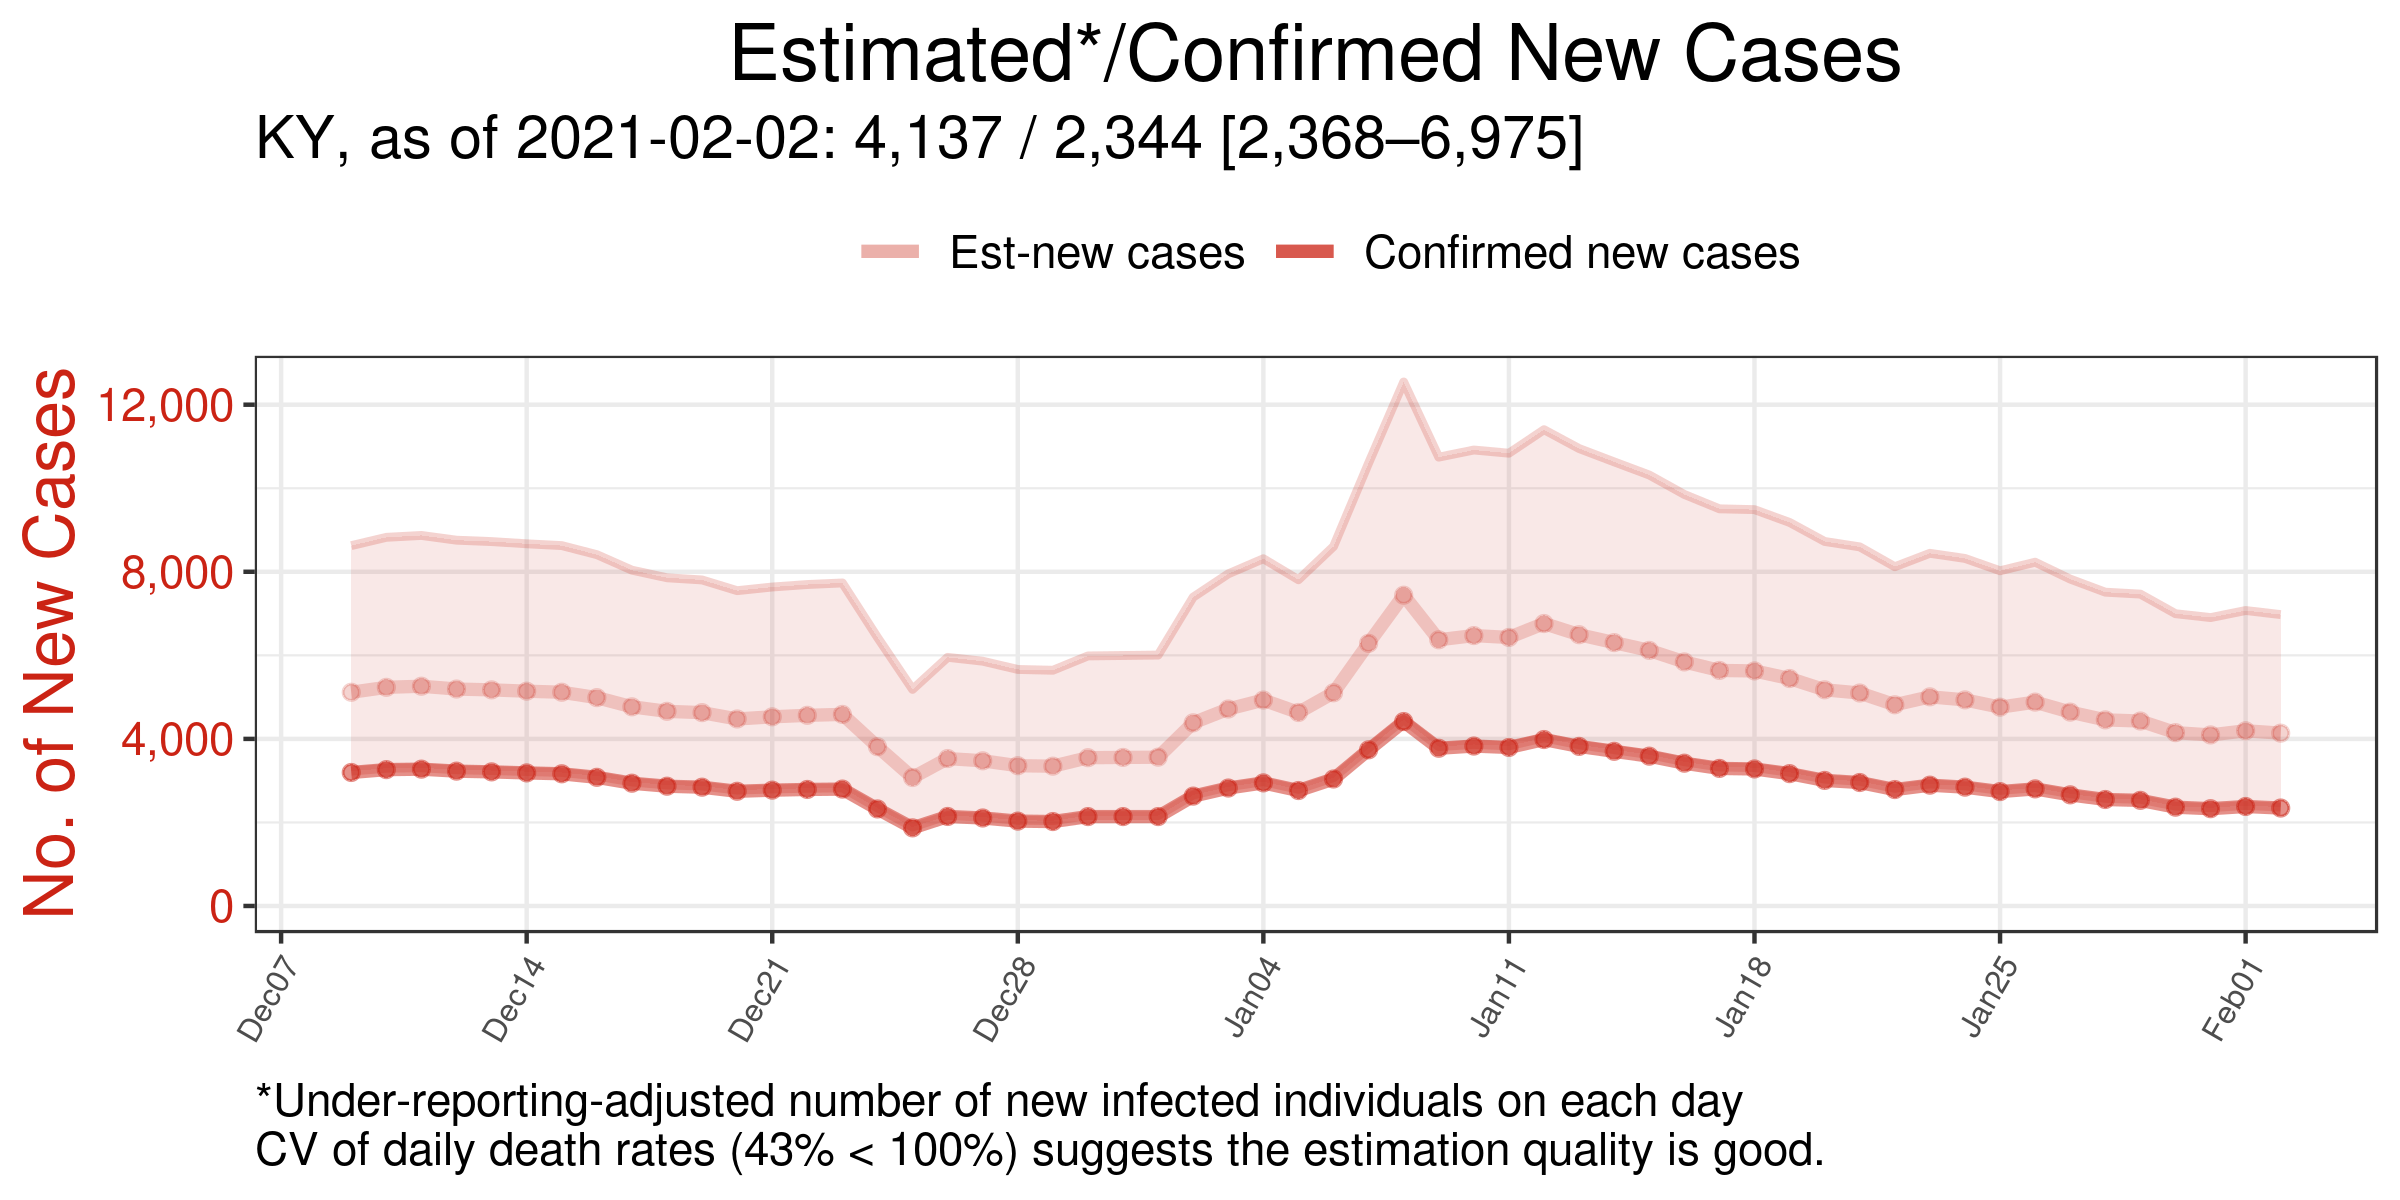 Estimated*/Confirmed New Cases
KY, as of 2021-02-02: 4,137 / 2,344 [2,368–6,975]
Est-new cases
Confirmed new cases
No. of New Cases
12,000
8,000
4,000
0
Dec07
Dec14
Dec21
Dec28
Jan04
Jan11
Jan18
Jan25
Feb01
*Under-reporting-adjusted number of new infected individuals on each day
CV of daily death rates (43% < 100%) suggests the estimation quality is good.